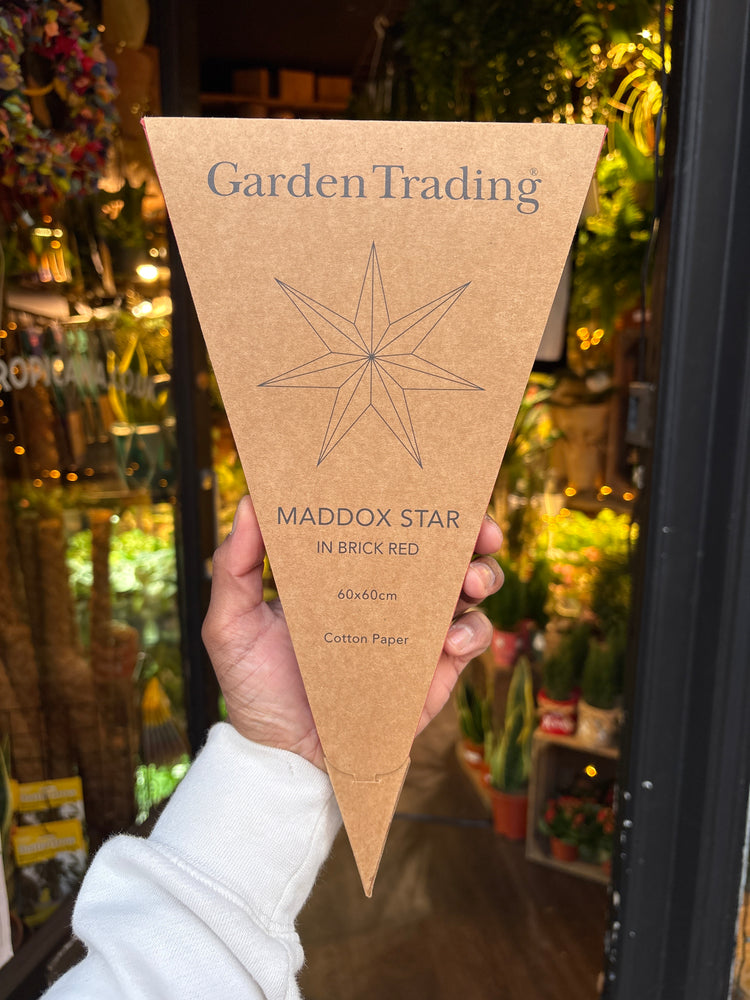 Garden Trading®
MADDOX STAR
IN BRICK RED
60x60cm
Cotton Paper